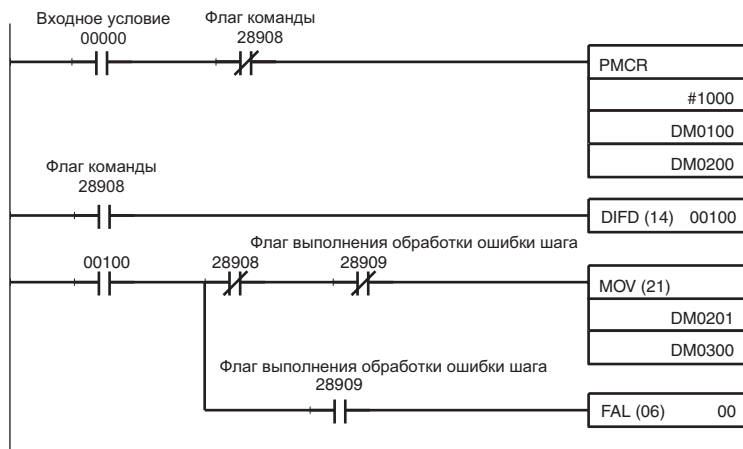 Входное условие
00000
Флаг команды
28908
PMCR
#1000
DM0100
DM0200
Флаг команды
28908
DIFD (14) 00100
Флаг выполнения обработки ошибки шага
00100
28908
28909
MOV (21)
DM0201
DM0300
Флаг выполнения обработки ошибки шага
28909
FAL (06) 00